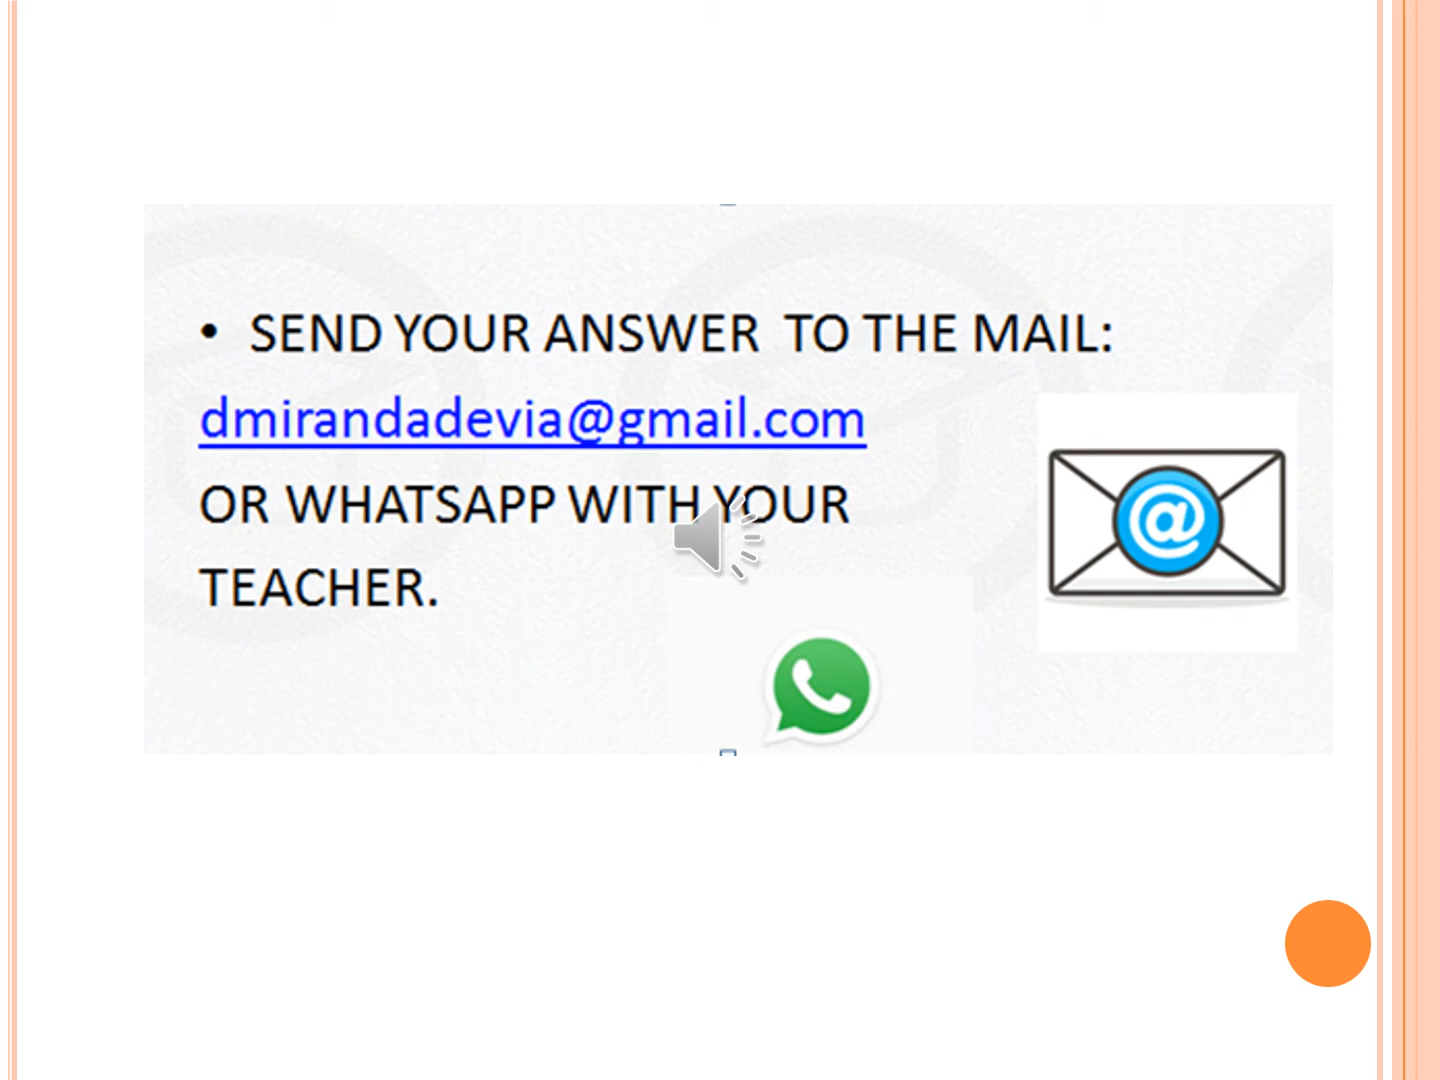 • SEND YOUR ANSWER TO THE MAIL:
dmirandadevia@gmail.com
OR WHATSAPP WITH YOUR
TEACHER.
@